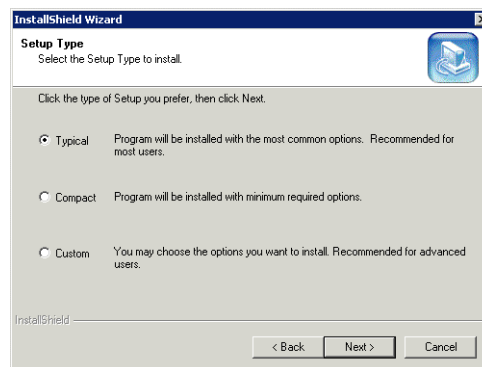 InstallShield Wizard
Setup Type
Select the Setup Type to install.
Click the type of Setup you prefer, then click Next.
Typical
Program will be installed with the most common options. Recommended for
most users.
Compact
Program will be installed with minimum required options.
Custom
You may choose the options you want to install. Recommended for advanced
users.
InstallShield
< Back
Next >
Cancel